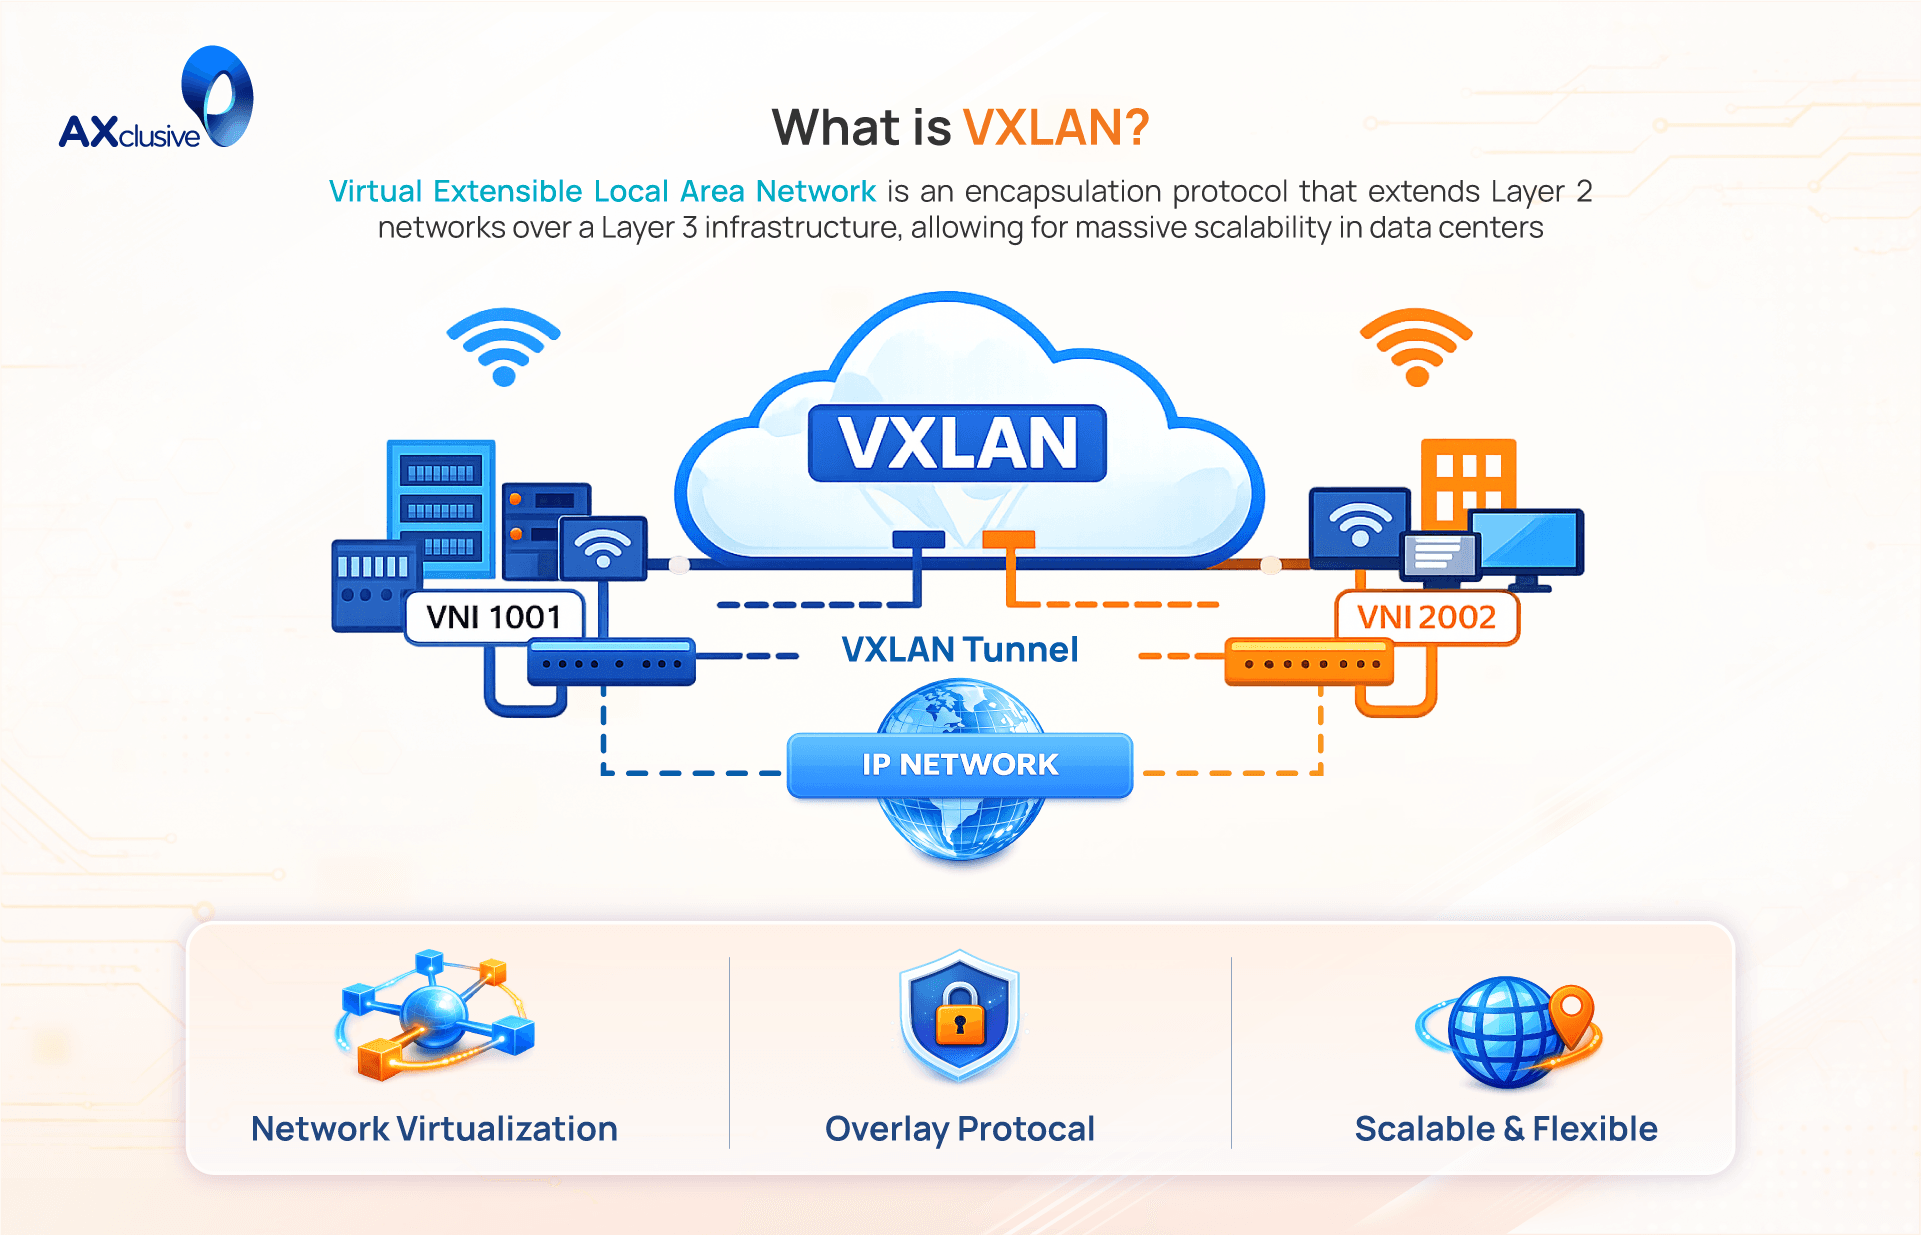 AXclusive
What is VXLAN?
Virtual Extensible Local Area Network is an encapsulation protocol that extends Layer 2
networks over a Layer 3 infrastructure, allowing for massive scalability in data centers
VXLAN
VNI 1001
VNI 2002
VXLAN Tunnel
IP NETWORK
Network Virtualization
Overlay Protocal
Scalable & Flexible